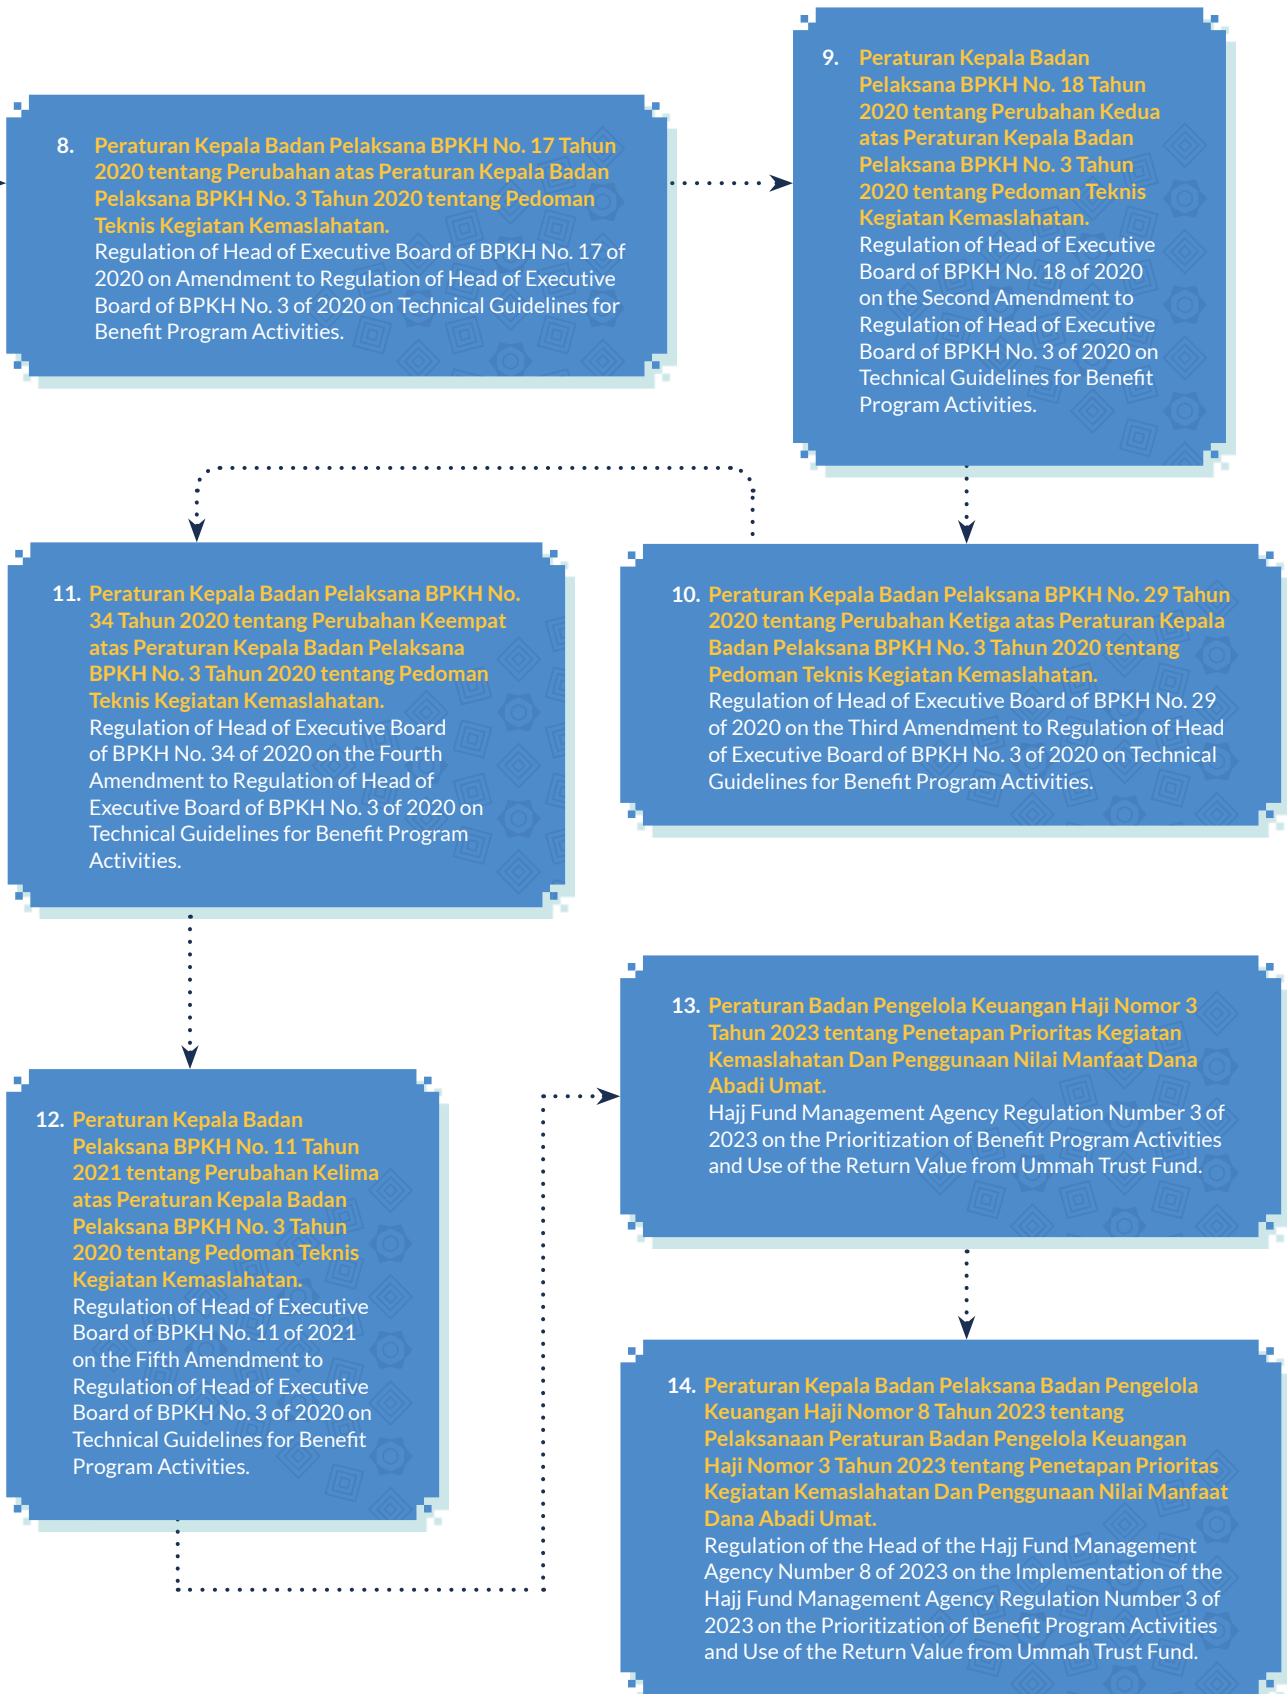 8. Peraturan Kepala Badan Pelaksana BPKH No. 17 Tahun
2020 tentang Perubahan atas Peraturan Kepala Badan
Pelaksana BPKH No. 3 Tahun 2020 tentang Pedoman
Teknis Kegiatan Kemaslahatan.
Regulation of Head of Executive Board of BPKH No. 17 of
2020 on Amendment to Regulation of Head of Executive
Board of BPKH No. 3 of 2020 on Technical Guidelines for
Benefit Program Activities.
9. Peraturan Kepala Badan
Pelaksana BPKH No. 18 Tahun
2020 tentang Perubahan Kedua
atas Peraturan Kepala Badan
Pelaksana BPKH No. 3 Tahun
2020 tentang Pedoman Teknis
Kegiatan Kemaslahatan.
Regulation of Head of Executive
Board of BPKH No. 18 of 2020
on the Second Amendment to
Regulation of Head of Executive
Board of BPKH No. 3 of 2020 on
Technical Guidelines for Benefit
Program Activities.
10. Peraturan Kepala Badan Pelaksana BPKH No. 29 Tahun
2020 tentang Perubahan Ketiga atas Peraturan Kepala
Badan Pelaksana BPKH No. 3 Tahun 2020 tentang
Pedoman Teknis Kegiatan Kemaslahatan.
Regulation of Head of Executive Board of BPKH No. 29
of 2020 on the Third Amendment to Regulation of Head
of Executive Board of BPKH No. 3 of 2020 on Technical
Guidelines for Benefit Program Activities.
11. Peraturan Kepala Badan Pelaksana BPKH No.
34 Tahun 2020 tentang Perubahan Keempat
atas Peraturan Kepala Badan Pelaksana
BPKH No. 3 Tahun 2020 tentang Pedoman
Teknis Kegiatan Kemaslahatan.
Regulation of Head of Executive Board
of BPKH No. 34 of 2020 on the Fourth
Amendment to Regulation of Head of
Executive Board of BPKH No. 3 of 2020 on
Technical Guidelines for Benefit Program
Activities.
12. Peraturan Kepala Badan
Pelaksana BPKH No. 11 Tahun
2021 tentang Perubahan Kelima
atas Peraturan Kepala Badan
Pelaksana BPKH No. 3 Tahun
2020 tentang Pedoman Teknis
Kegiatan Kemaslahatan.
Regulation of Head of Executive
Board of BPKH No. 11 of 2021
on the Fifth Amendment to
Regulation of Head of Executive
Board of BPKH No. 3 of 2020 on
Technical Guidelines for Benefit
Program Activities.
13. Peraturan Badan Pengelola Keuangan Haji Nomor 3
Tahun 2023 tentang Penetapan Prioritas Kegiatan
Kemaslahatan Dan Penggunaan Nilai Manfaat Dana
Abadi Umat.
Hajj Fund Management Agency Regulation Number 3 of
2023 on the Prioritization of Benefit Program Activities
and Use of the Return Value from Ummah Trust Fund.
14. Peraturan Kepala Badan Pelaksana Badan Pengelola
Keuangan Haji Nomor 8 Tahun 2023 tentang
Pelaksanaan Peraturan Badan Pengelola Keuangan
Haji Nomor 3 Tahun 2023 tentang Penetapan Prioritas
Kegiatan Kemaslahatan Dan Penggunaan Nilai Manfaat
Dana Abadi Umat.
Regulation of the Head of the Hajj Fund Management
Agency Number 8 of 2023 on the Implementation of the
Hajj Fund Management Agency Regulation Number 3 of
2023 on the Prioritization of Benefit Program Activities
and Use of the Return Value from Ummah Trust Fund.